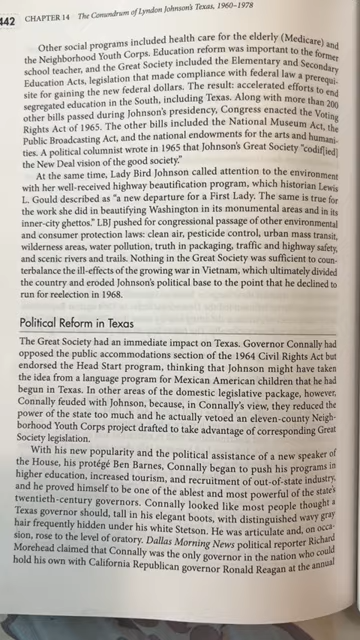 442 CHAPTER 14 The Conundrum of Lyndon Johnson's Texas, 1960–1978
Other social programs included health care for the elderly (Medicare) and
the Neighborhood Youth Corps. Education reform was important to the former
school teacher, and the Great Society included the Elementary and Secondary
Education Acts, legislation that made compliance with federal law a prerequi-
site for gaining the new federal dollars. The result: accelerated efforts to end
segregated education in the South, including Texas. Along with more than 200
other bills passed during Johnson's presidency, Congress enacted the Voting
Rights Act of 1965. The other bills included the National Museum Act, the
Public Broadcasting Act, and the national endowments for the arts and humani-
ties. A political columnist wrote in 1965 that Johnson's Great Society "codif[ied]
the New Deal vision of the good society."
At the same time, Lady Bird Johnson called attention to the environment
with her well-received highway beautification program, which historian Lewis
L. Gould described as "a new departure for a First Lady. The same is true for
the work she did in beautifying Washington in its monumental areas and in its
inner-city ghettos." LBJ pushed for congressional passage of other environmental
and consumer protection laws: clean air, pesticide control, urban mass transit,
wilderness areas, water pollution, truth in packaging, traffic and highway safety,
and scenic rivers and trails. Nothing in the Great Society was sufficient to coun-
terbalance the ill-effects of the growing war in Vietnam, which ultimately divided
the country and eroded Johnson's political base to the point that he declined to
run for reelection in 1968.
Political Reform in Texas
The Great Society had an immediate impact on Texas. Governor Connally had
opposed the public accommodations section of the 1964 Civil Rights Act but
endorsed the Head Start program, thinking that Johnson might have taken
the idea from a language program for Mexican American children that he had
begun in Texas. In other areas of the domestic legislative package, however,
Connally feuded with Johnson, because, in Connally's view, they reduced the
power of the state too much and he actually vetoed an eleven-county Neigh-
borhood Youth Corps project drafted to take advantage of corresponding Great
Society legislation.
With his new popularity and the political assistance of a new speaker of
the House, his protégé Ben Barnes, Connally began to push his programs in
higher education, increased tourism, and recruitment of out-of-state industry,
and he proved himself to be one of the ablest and most powerful of the state's
twentieth-century governors. Connally looked like most people thought a
Texas governor should, tall in his elegant boots, with distinguished wavy gray
hair frequently hidden under his white Stetson. He was articulate and, on occa-
sion, rose to the level of oratory. Dallas Morning News political reporter Richard
Morehead claimed that Connally was the only governor in the nation who could
hold his own with California Republican governor Ronald Reagan at the annual